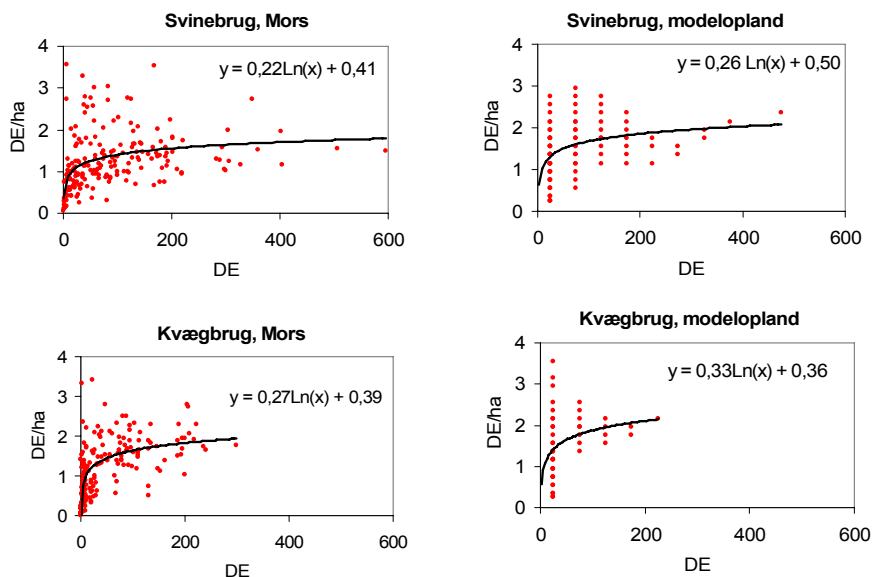 Svinebrug, Mors
4
3
2
1
0
DE/ha
y = 0,22Ln(x) + 0,41
0 200 400 600
DE
Svinebrug, modelopland
4
3
2
1
0
DE/ha
y = 0,26 Ln(x) + 0,50
0 200 400 600
DE
Kvægbrug, Mors
4
3
2
1
0
DE/ha
y = 0,27Ln(x) + 0,39
0 200 400 600
DE
Kvægbrug, modelopland
4
3
2
1
0
DE/ha
y = 0,33Ln(x) + 0,36
0 200 400 600
DE